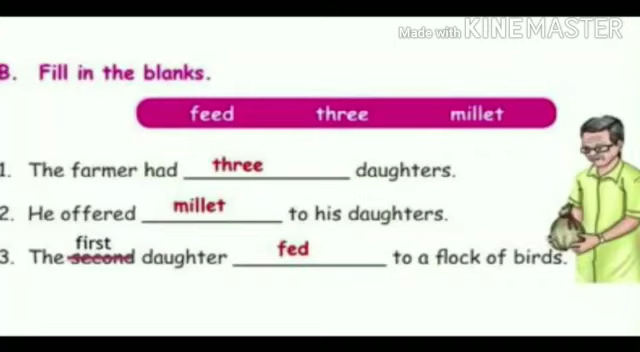 Made with KINEMASTER
B. Fill in the blanks.
feed three millet
1. The farmer had three daughters.
2. He offered millet to his daughters.
first
3. The second daughter fed to a flock of birds.